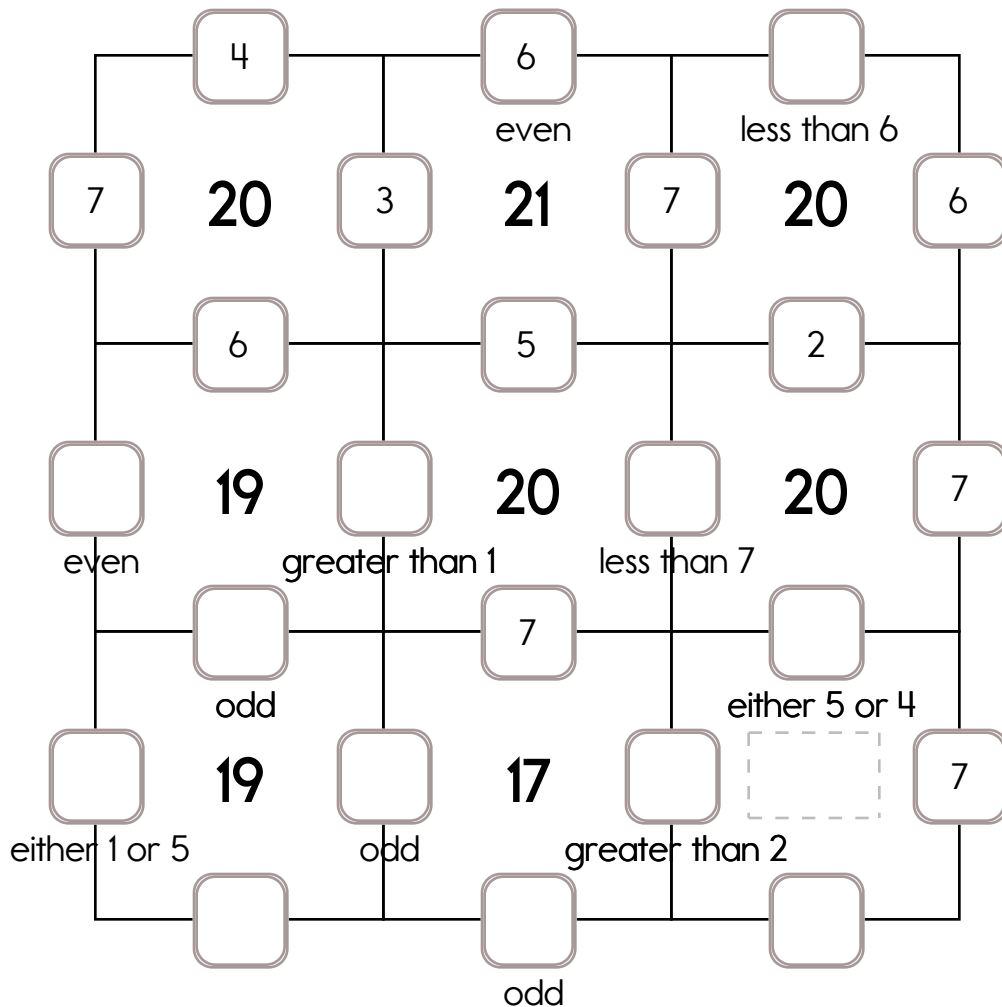 4 6
even less than 6
7 20 3 21 7 20 6
6 5 2
19 20 20 7
even greater than 1 less than 7
7
odd either 5 or 4
19 17 7
either 1 or 5 odd greater than 2
odd